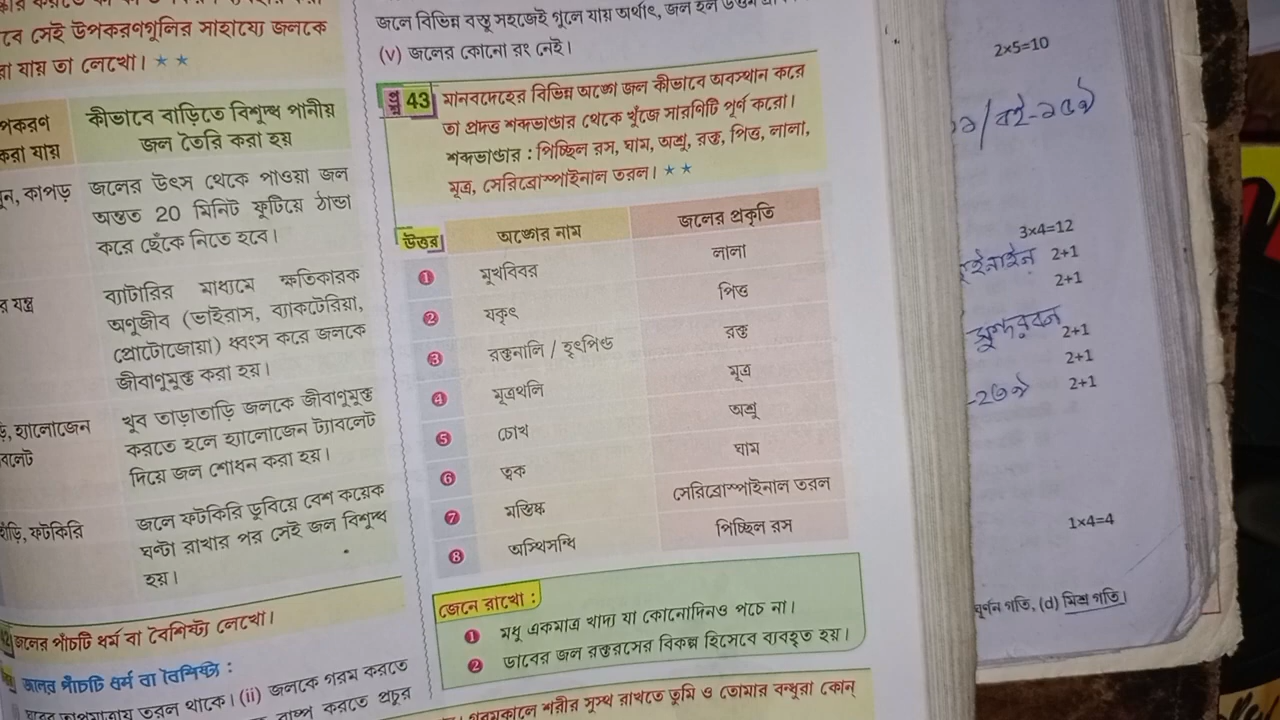 বে সেই উপকরণগুলির সাহায্যে জলকে
যায় তা লেখো। ★ ★
করা যায়
কীভাবে বাড়িতে বিশুদ্ধ পানীয়
জল তৈরি করা হয়
কাপড়
জলের উৎস থেকে পাওয়া জল
অন্তত 20 মিনিট ফুটিয়ে ঠান্ডা
করে ছেঁকে নিতে হবে।
যন্ত্র
ব্যাটারির মাধ্যমে ক্ষতিকারক
অণুজীব (ভাইরাস, ব্যাকটেরিয়া,
প্রোটোজোয়া) ধ্বংস করে জলকে
জীবাণুমুক্ত করা হয়।
হ্যালোজেন
খুব তাড়াতাড়ি জলকে জীবাণুমুক্ত
করতে হলে হ্যালোজেন ট্যাবলেট
দিয়ে জল শোধন করা হয়।
ফটকিরি
জলে ফটকিরি ডুবিয়ে বেশ কয়েক
ঘন্টা রাখার পর সেই জল বিশুদ্ধ
হয়।
জলের পাঁচটি ধর্ম বা বৈশিষ্ট্য লেখো।
জলের পাঁচটি ধর্ম বা বৈশিষ্ট্য :
তরল থাকে। (ii) জলকে গরম করতে
করতে প্রচুর
জলে বিভিন্ন বস্তু সহজেই গুলে যায় অর্থাৎ, জল হল উত্তম
(v) জলের কোনো রং নেই।
প্রশ্ন 43 মানবদেহের বিভিন্ন অঙ্গে জল কীভাবে অবস্থান করে
তা প্রদত্ত শব্দভাণ্ডার থেকে খুঁজে সারণিটি পূর্ণ করো।
শব্দভাণ্ডার : পিচ্ছিল রস, ঘাম, অশ্রু, রক্ত, পিত্ত, লালা,
মূত্র, সেরিব্রোস্পাইনাল তরল। ★ ★
উত্তর অঙ্গের নাম জলের প্রকৃতি
1 মুখবিবর লালা
2 যকৃৎ পিত্ত
3 রক্তনালি / হৃৎপিণ্ড রক্ত
4 মূত্রথলি মূত্র
5 চোখ অশ্রু
6 ত্বক ঘাম
7 মস্তিষ্ক সেরিব্রোস্পাইনাল তরল
8 অস্থিসন্ধি পিচ্ছিল রস
জেনে রাখো :
1 মধু একমাত্র খাদ্য যা কোনোদিনও পচে না।
2 ডাবের জল রক্তরসের বিকল্প হিসেবে ব্যবহৃত হয়।
গরমকালে শরীর সুস্থ রাখতে তুমি ও তোমার বন্ধুরা কোন্
2×5=10
3×4=12
2+1
2+1
সুন্দরবন 2+1
2+1
2+1
1×4=4
ঘূর্ণন গতি, (d) মিশ্র গতি।